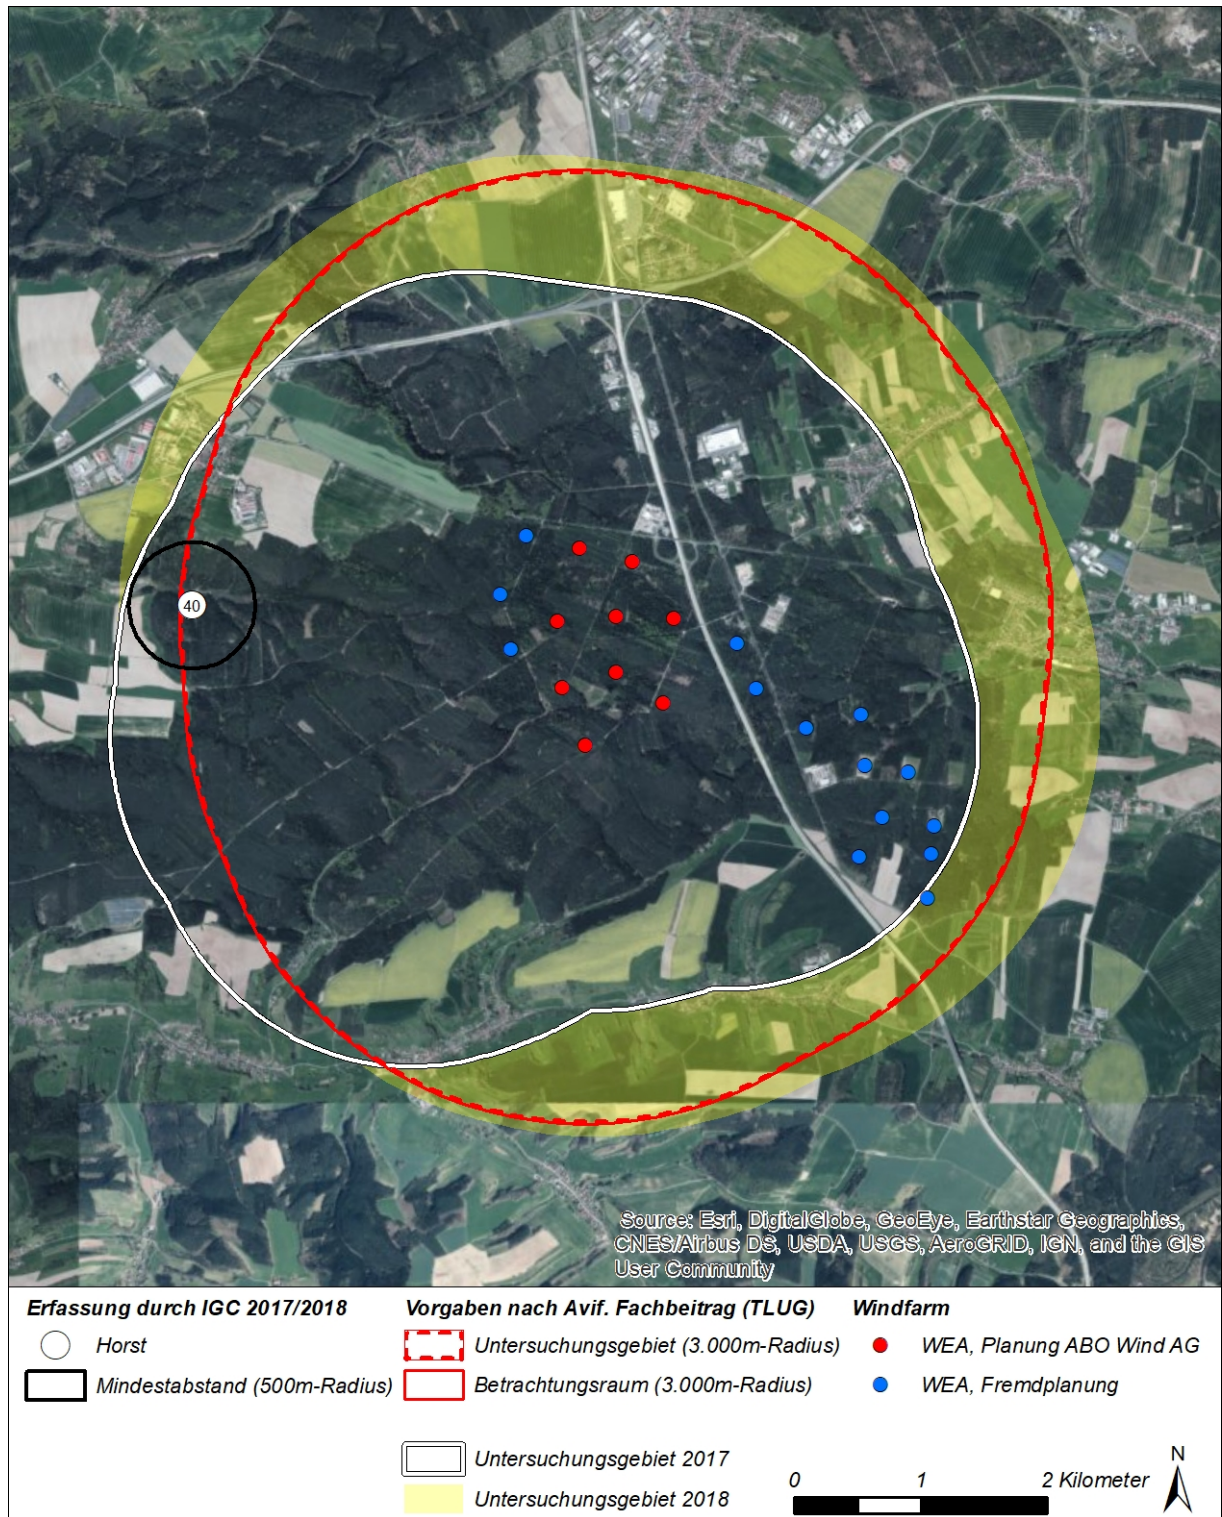 40
Source: Esri, DigitalGlobe, GeoEye, Earthstar Geographics,
CNES/Airbus DS, USDA, USGS, AeroGRID, IGN, and the GIS
User Community
Erfassung durch IGC 2017/2018
Horst
Mindestabstand (500m-Radius)
Vorgaben nach Avif. Fachbeitrag (TLUG)
Untersuchungsgebiet (3.000m-Radius)
Betrachtungsraum (3.000m-Radius)
Untersuchungsgebiet 2017
Untersuchungsgebiet 2018
Windfarm
WEA, Planung ABO Wind AG
WEA, Fremdplanung
0 1 2 Kilometer
N